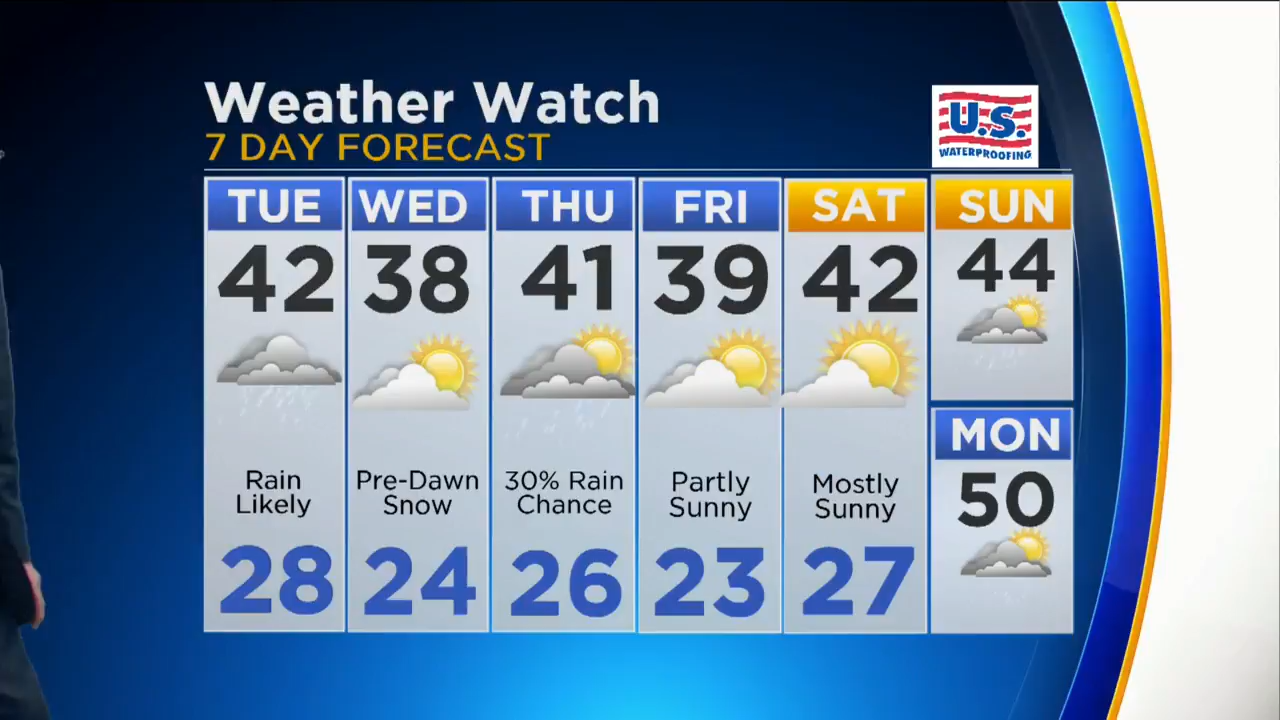 Weather Watch
7 DAY FORECAST
U.S.
WATERPROOFING
TUE
42
Rain
Likely
28
WED
38
Pre-Dawn
Snow
24
THU
41
30% Rain
Chance
26
FRI
39
Partly
Sunny
23
SAT
42
Mostly
Sunny
27
SUN
44
MON
50